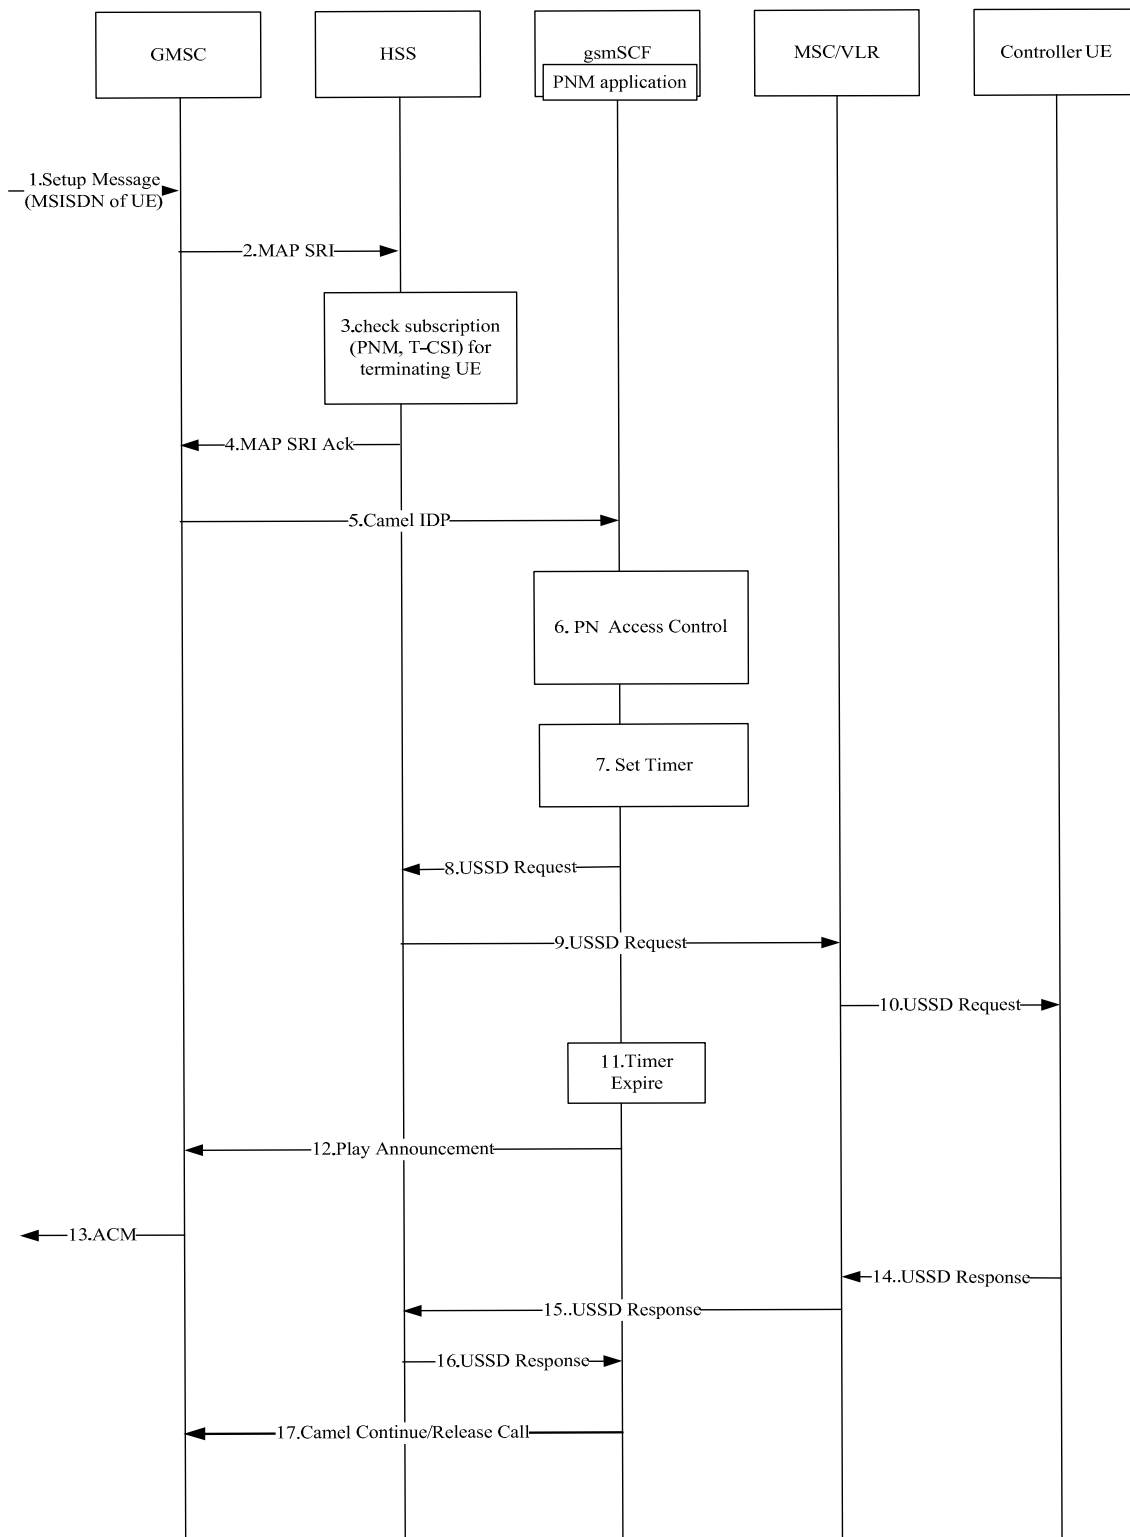 GMSC
HSS
gsmSCF
PNM application
MSC/VLR
Controller UE
1.Setup Message
(MSISDN of UE)
2.MAP SRI
3.check subscription
(PNM, T-CSI) for
terminating UE
4.MAP SRI Ack
5.Camel IDP
6. PN Access Control
7. Set Timer
8.USSD Request
9.USSD Request
10.USSD Request
11.Timer
Expire
12.Play Announcement
13.ACM
14..USSD Response
15..USSD Response
16.USSD Response
17.Camel Continue/Release Call